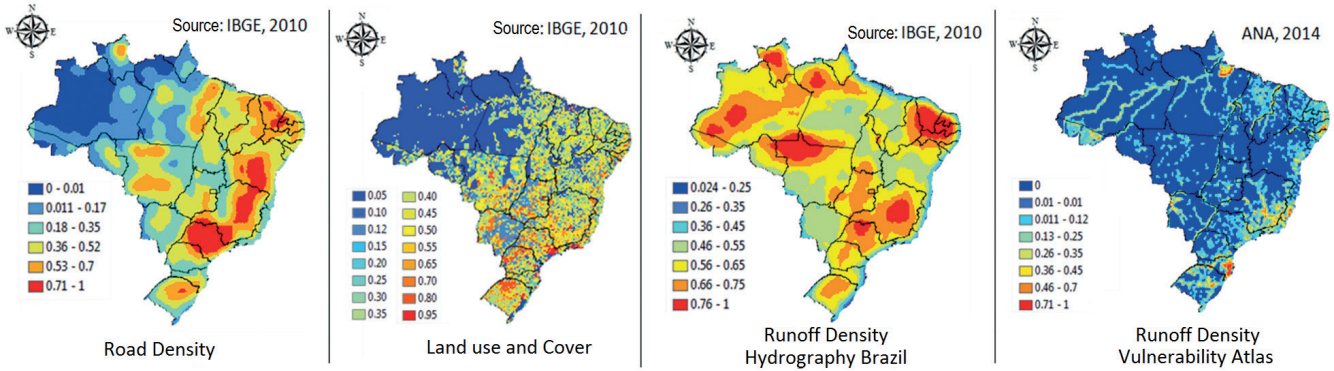 N
W
E
S
Source: IBGE, 2010
0 - 0.01
0.011 - 0.17
0.18 - 0.35
0.36 - 0.52
0.53 - 0.7
0.71 - 1
Road Density
N
W
E
S
Source: IBGE, 2010
0.05
0.10
0.12
0.15
0.20
0.25
0.30
0.35
0.40
0.45
0.50
0.55
0.65
0.70
0.80
0.95
Land use and Cover
N
W
E
S
Source: IBGE, 2010
0.024 - 0.25
0.26 - 0.35
0.36 - 0.45
0.46 - 0.55
0.56 - 0.65
0.66 - 0.75
0.76 - 1
Runoff Density
Hydrography Brazil
N
W
E
S
ANA, 2014
0
0.01 - 0.01
0.011 - 0.12
0.13 - 0.25
0.26 - 0.35
0.36 - 0.45
0.46 - 0.7
0.71 - 1
Runoff Density
Vulnerability Atlas